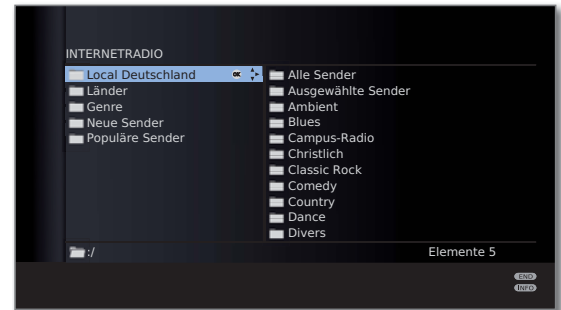 INTERNETRADIO
Local Deutschland OK
Länder
Genre
Neue Sender
Populäre Sender
Alle Sender
Ausgewählte Sender
Ambient
Blues
Campus-Radio
Christlich
Classic Rock
Comedy
Country
Dance
Divers
:/
Elemente 5
END
INFO